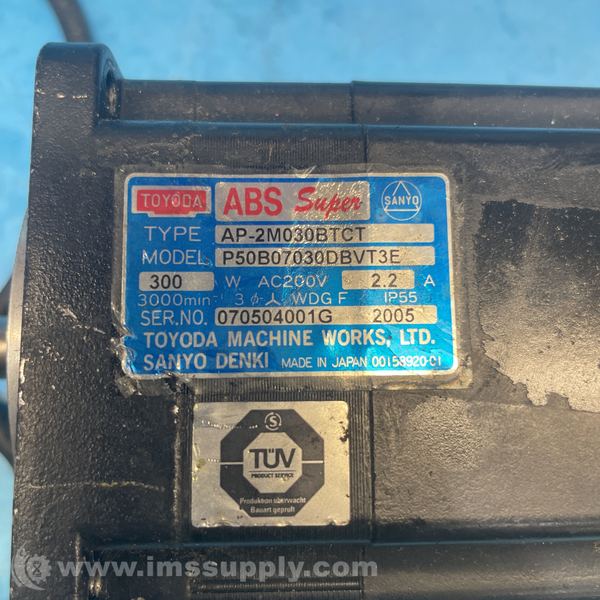 TOYODA ABS Super SANYO
TYPE AP-2M030BTCT
MODEL P50B07030DBVT3E
300 W AC200V 2.2 A
3000min⁻¹ 3 ϕ 人 WDG F IP55
SER.NO. 070504001G 2005
TOYODA MACHINE WORKS, LTD.
SANYO DENKI MADE IN JAPAN 00158920-01
S
TÜV
PRODUCT SERVICE
Produktion überwacht
Bauart geprüft
www.imssupply.com